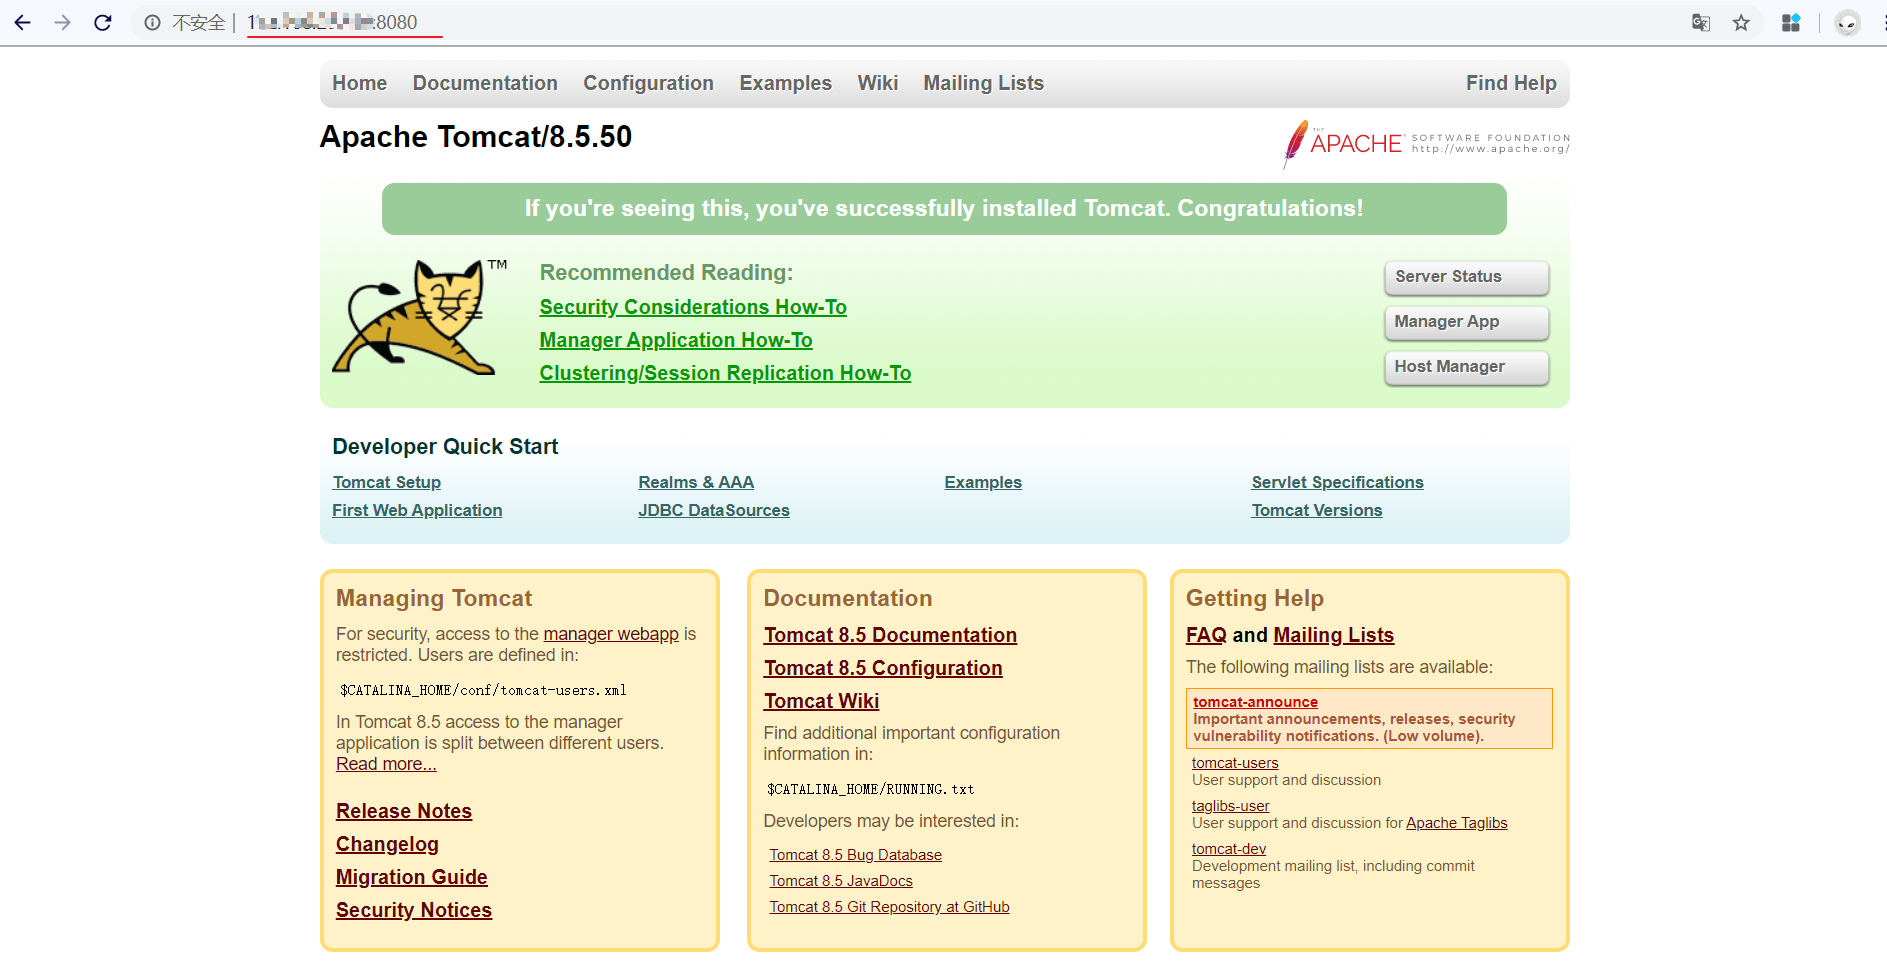 不安全
:8080
Home Documentation Configuration Examples Wiki Mailing Lists Find Help
Apache Tomcat/8.5.50
THE APACHE SOFTWARE FOUNDATION
http://www.apache.org/
If you're seeing this, you've successfully installed Tomcat. Congratulations!
TM
Recommended Reading:
Security Considerations How-To
Manager Application How-To
Clustering/Session Replication How-To
Server Status
Manager App
Host Manager
Developer Quick Start
Tomcat Setup
First Web Application
Realms & AAA
JDBC DataSources
Examples
Servlet Specifications
Tomcat Versions
Managing Tomcat
For security, access to the manager webapp is
restricted. Users are defined in:
$CATALINA_HOME/conf/tomcat-users.xml
In Tomcat 8.5 access to the manager
application is split between different users.
Read more...
Release Notes
Changelog
Migration Guide
Security Notices
Documentation
Tomcat 8.5 Documentation
Tomcat 8.5 Configuration
Tomcat Wiki
Find additional important configuration
information in:
$CATALINA_HOME/RUNNING.txt
Developers may be interested in:
Tomcat 8.5 Bug Database
Tomcat 8.5 JavaDocs
Tomcat 8.5 Git Repository at GitHub
Getting Help
FAQ and Mailing Lists
The following mailing lists are available:
tomcat-announce
Important announcements, releases, security
vulnerability notifications. (Low volume).
tomcat-users
User support and discussion
taglibs-user
User support and discussion for Apache Taglibs
tomcat-dev
Development mailing list, including commit
messages